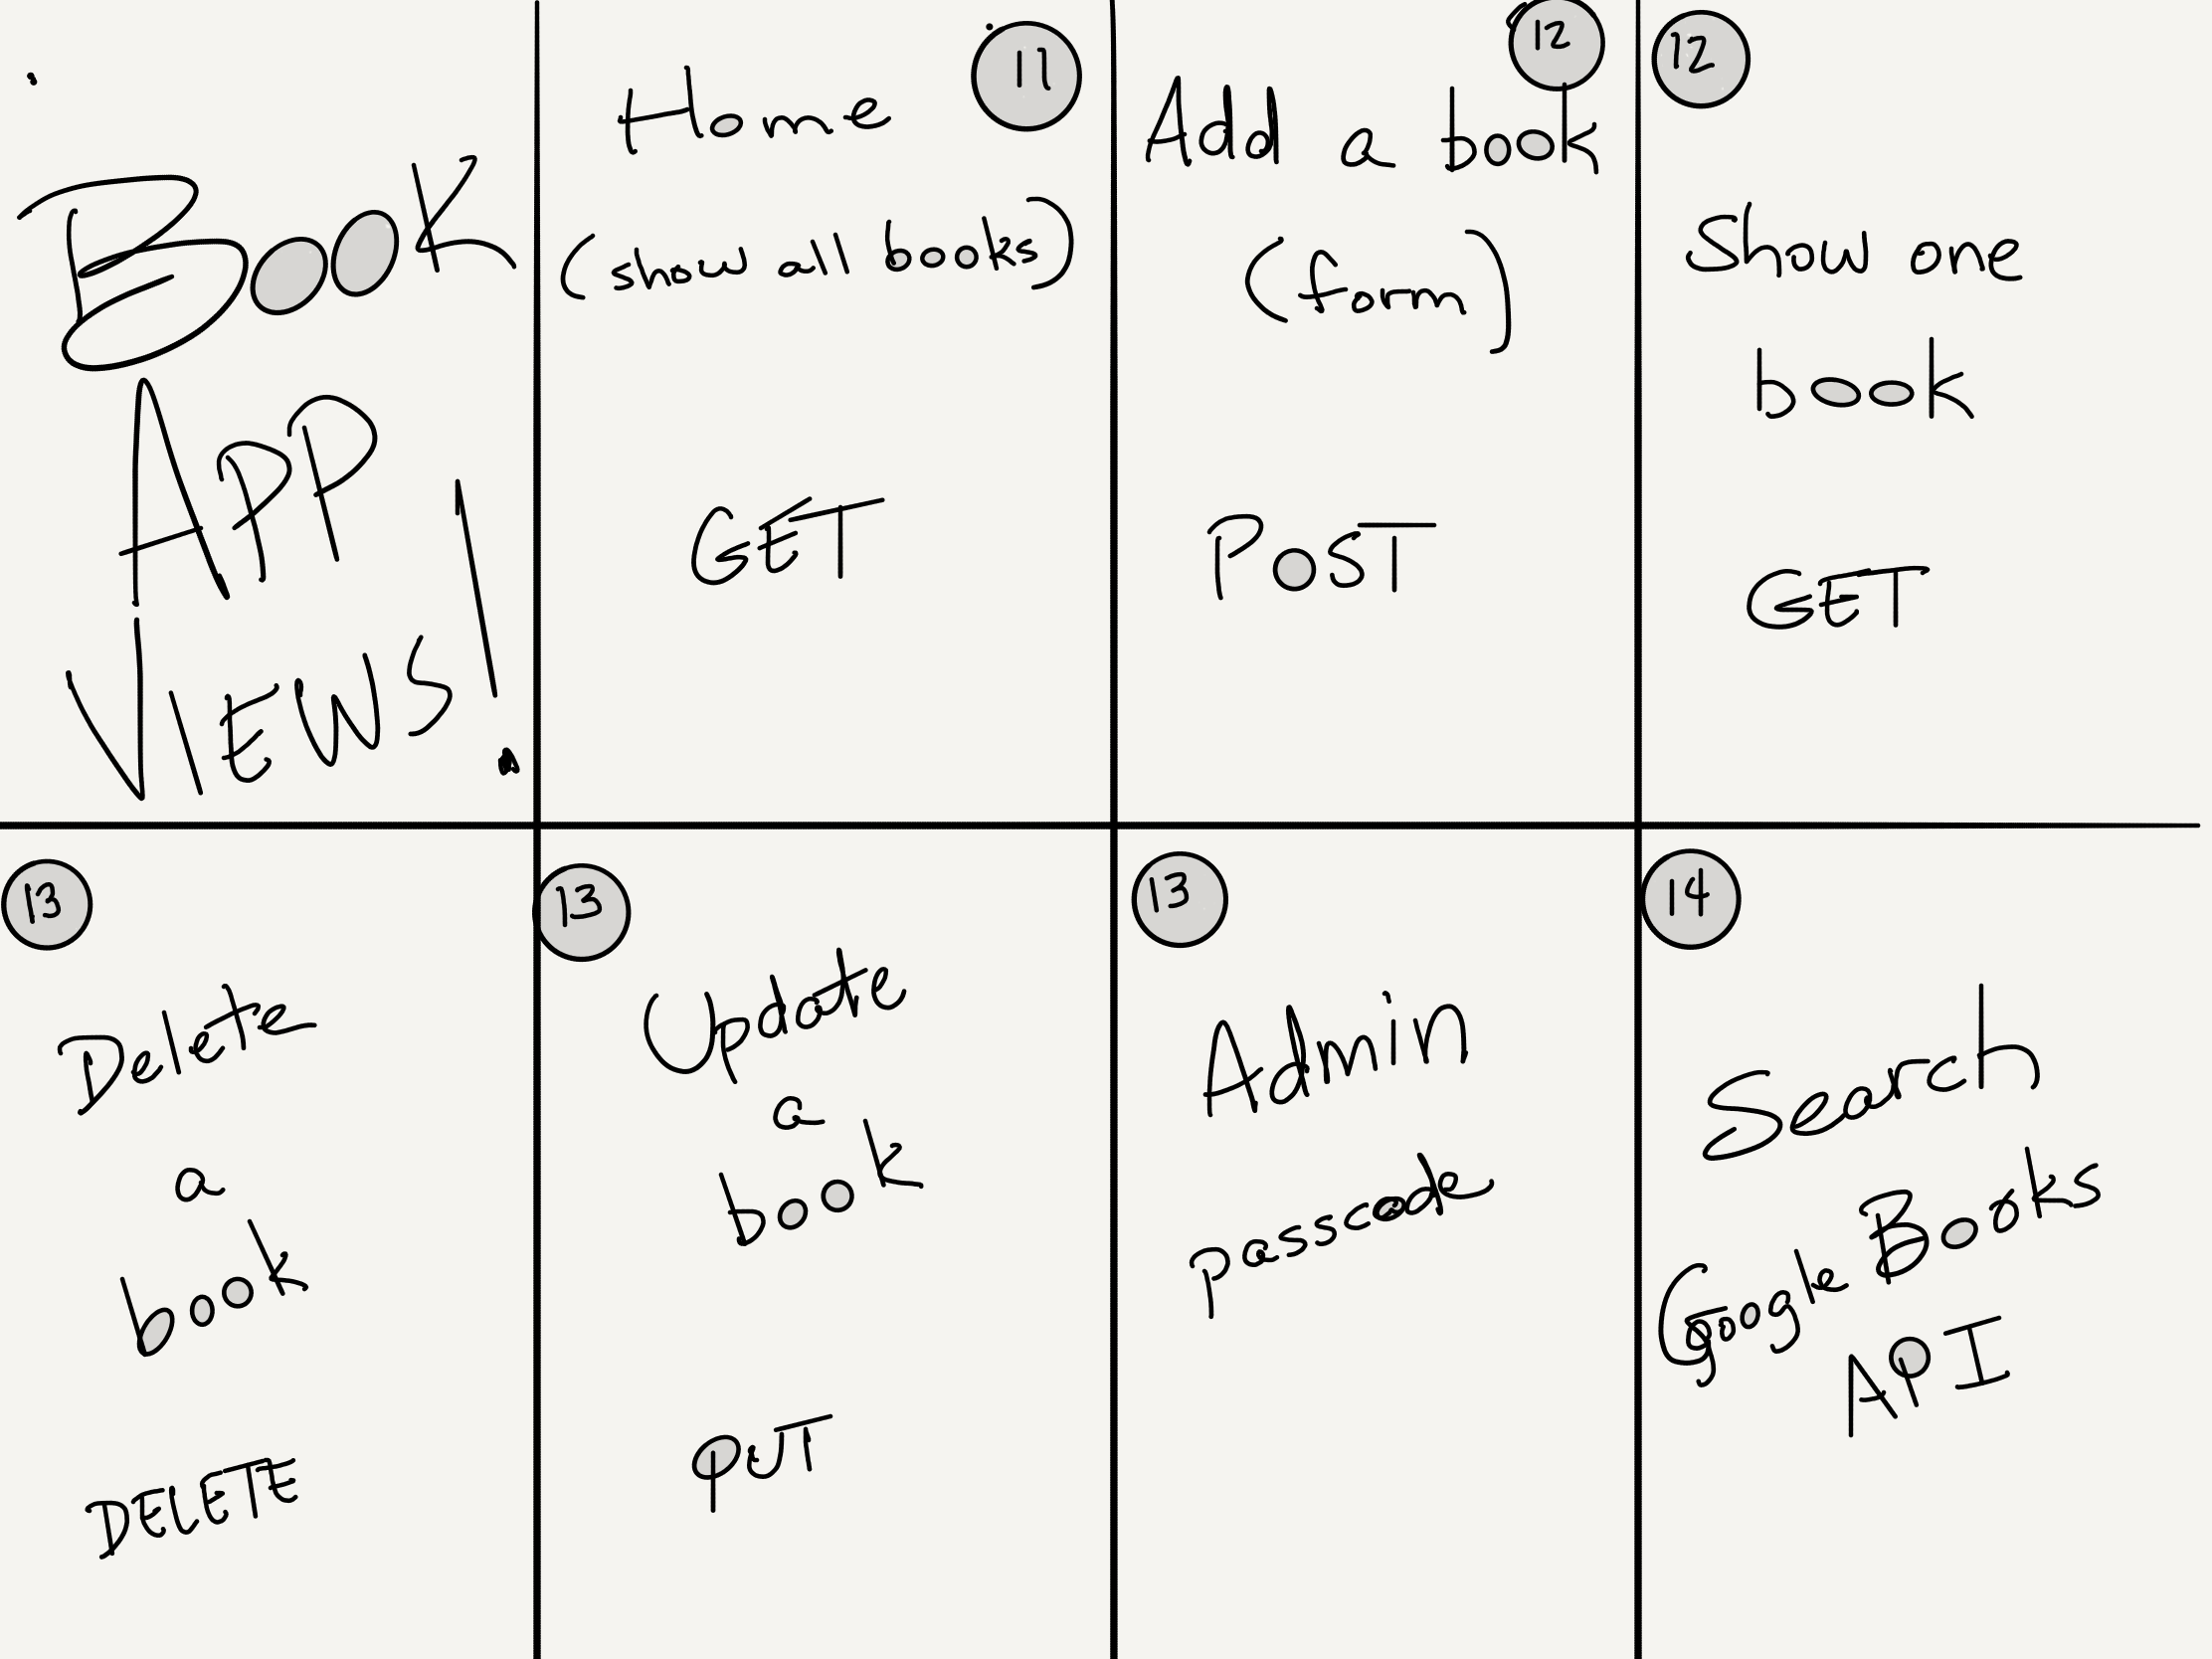 BOOK
APP
VIEWS!
11
Home
(show all books)
GET
12
Add a book
(form)
POST
12
Show one
book
GET
13
Delete
a
book
DELETE
13
Update
a
book
PUT
13
Admin
passcode
14
Search
Google Books
API